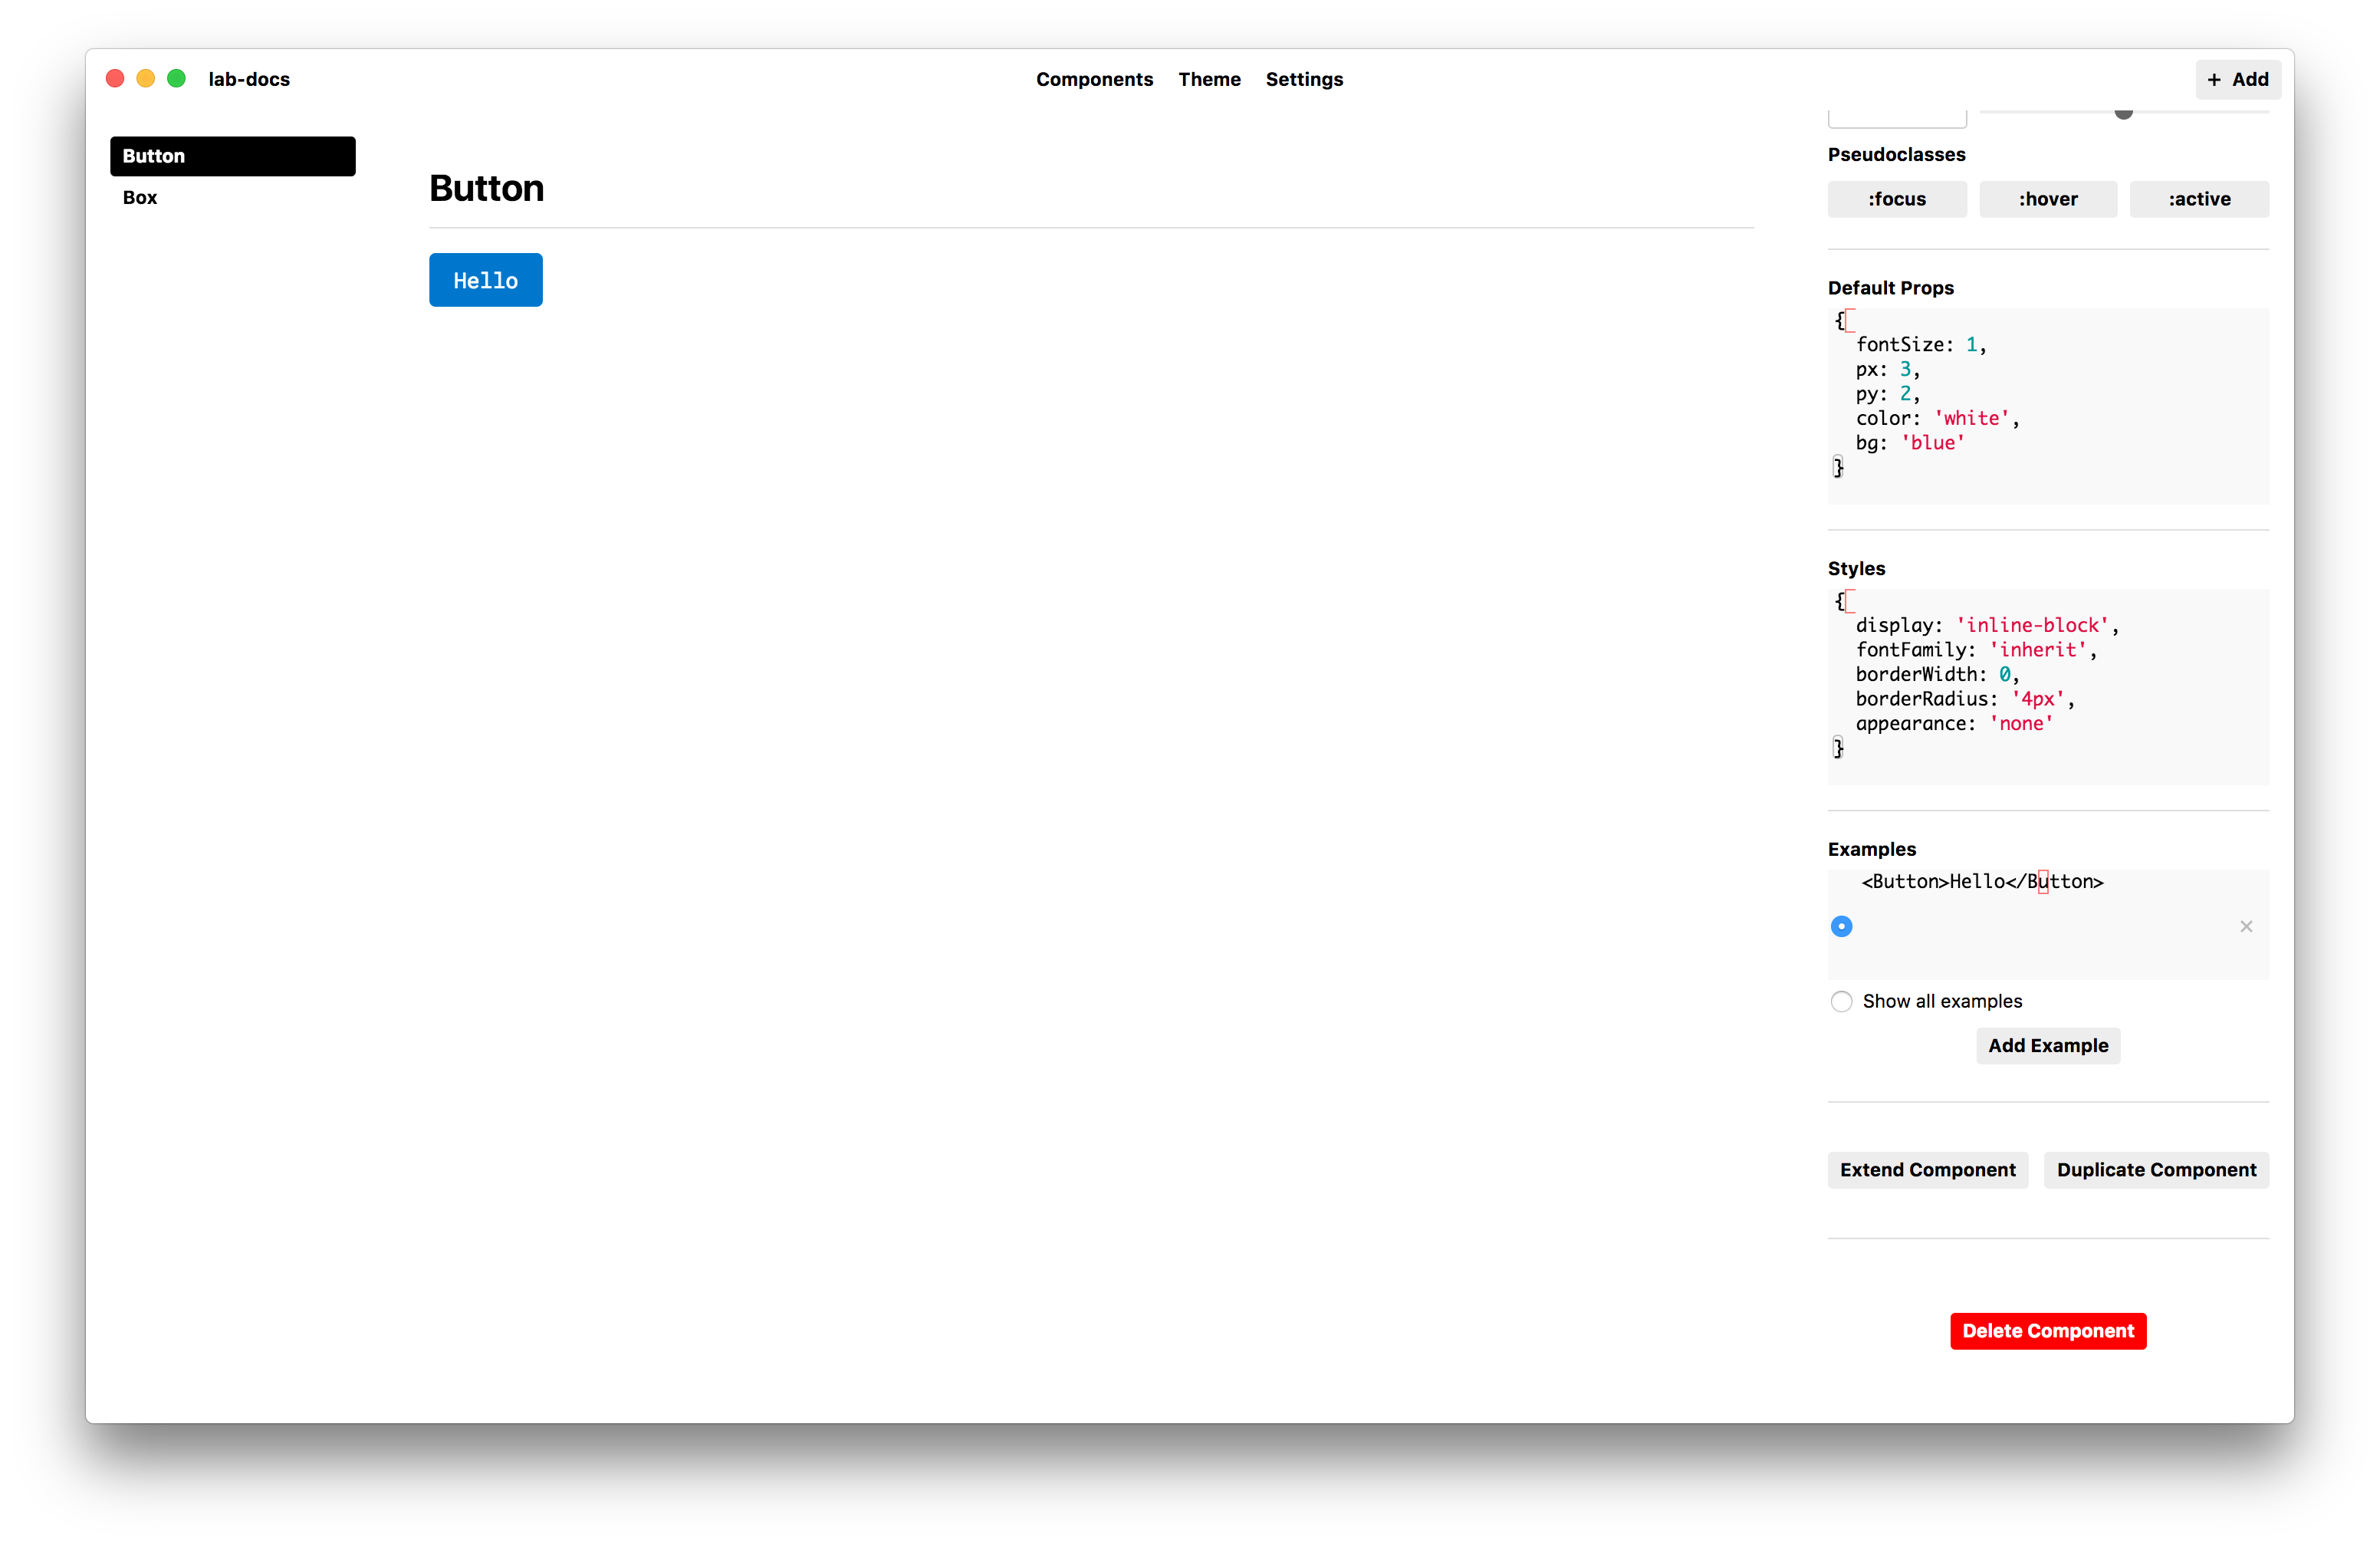 lab-docs
Components Theme Settings
+ Add
Button
Box
Button
Hello
Pseudoclasses
:focus :hover :active
Default Props
{
  fontSize: 1,
  px: 3,
  py: 2,
  color: 'white',
  bg: 'blue'
}
Styles
{
  display: 'inline-block',
  fontFamily: 'inherit',
  borderWidth: 0,
  borderRadius: '4px',
  appearance: 'none'
}
Examples
<Button>Hello</Button>
Show all examples
Add Example
Extend Component Duplicate Component
Delete Component